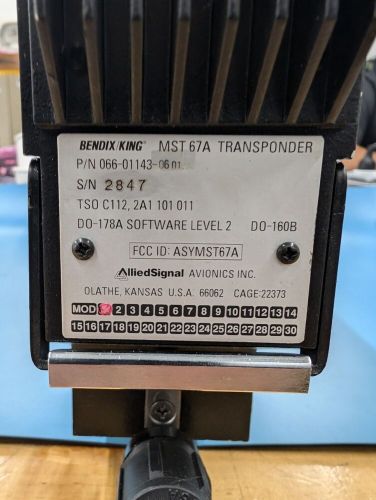 BENDIX/KING MST 67A TRANSPONDER
P/N 066-01143-0601
S/N 2847
TSO C112, 2A1 101 011
DO-178A SOFTWARE LEVEL 2 DO-160B
FCC ID: ASYMST67A
AlliedSignal AVIONICS INC.
OLATHE, KANSAS U.S.A. 66062 CAGE:22373
MOD 2 3 4 5 6 7 8 9 10 11 12 13 14
15 16 17 18 19 20 21 22 23 24 25 26 27 28 29 30